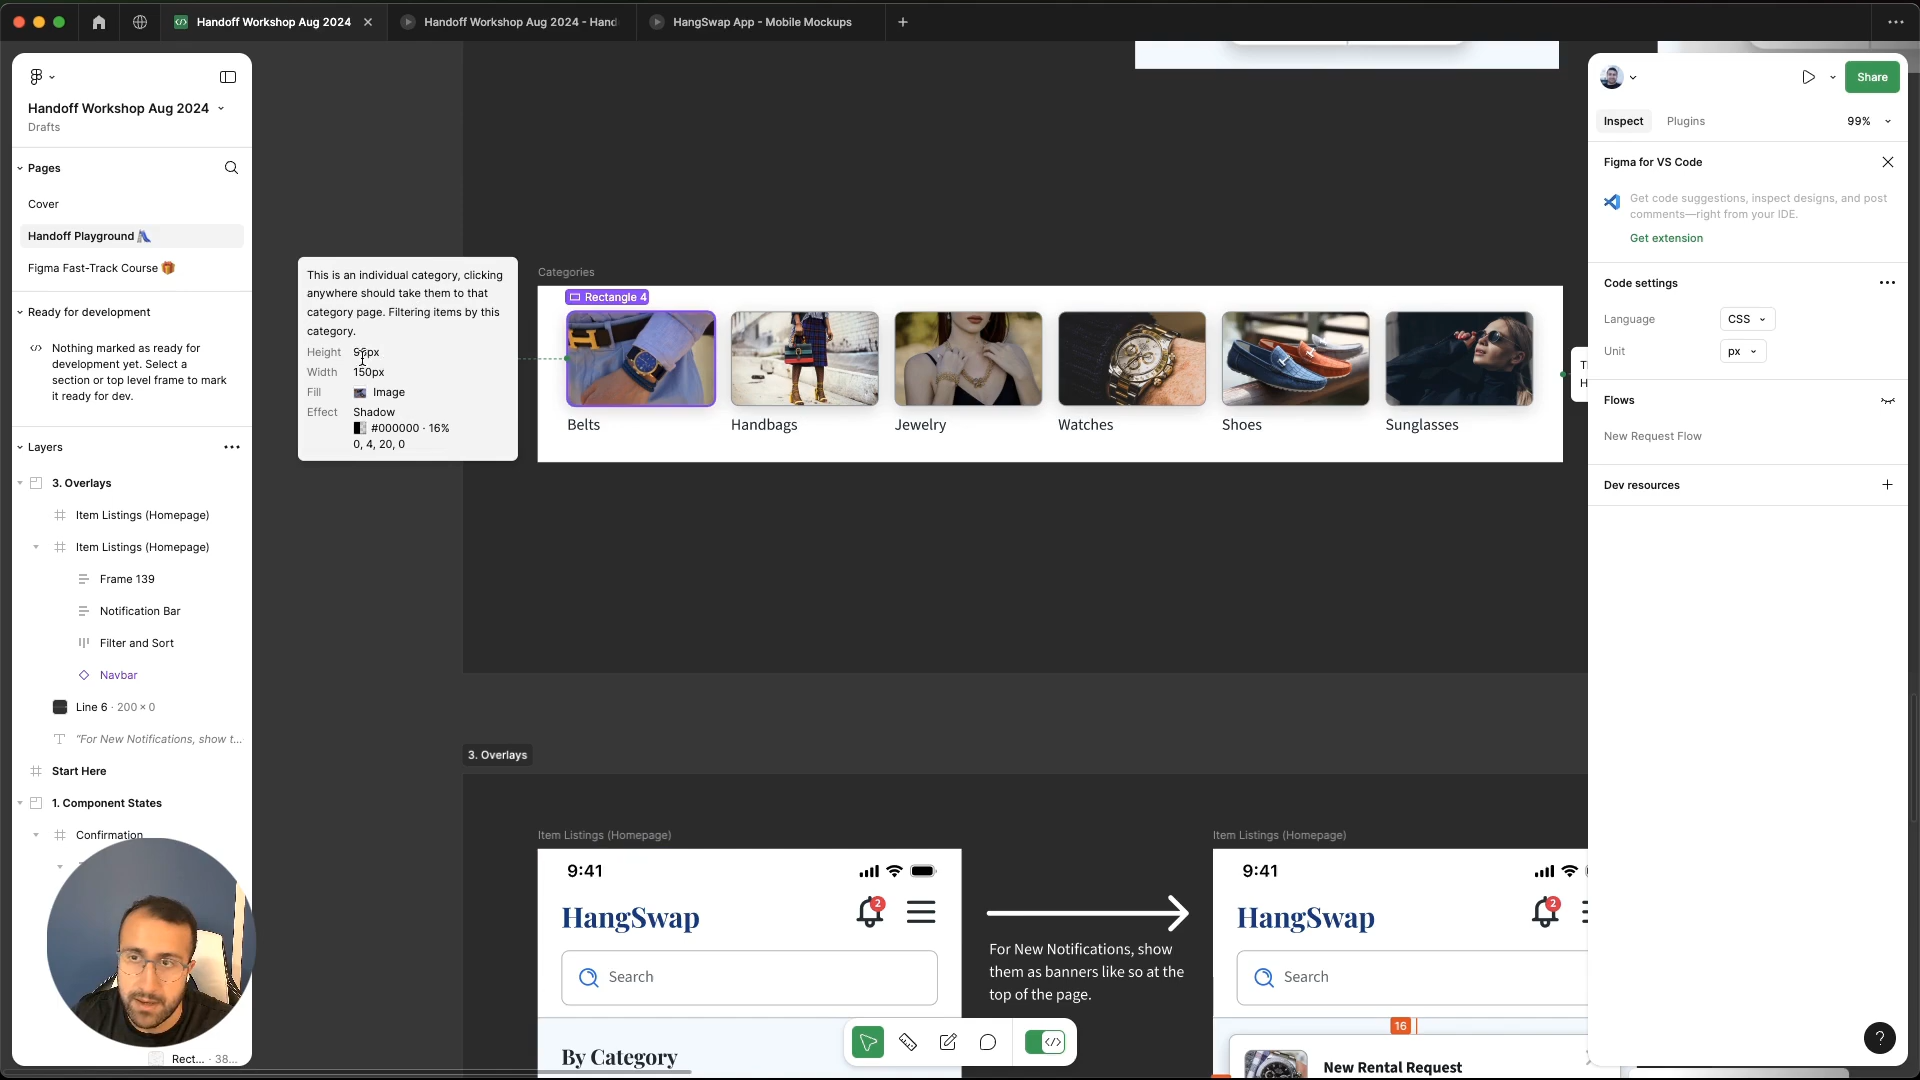 Handoff Workshop Aug 2024
Handoff Workshop Aug 2024 - Hand
HangSwap App - Mobile Mockups
Handoff Workshop Aug 2024
Drafts
Pages
Cover
Handoff Playground
Figma Fast-Track Course
Ready for development
Nothing marked as ready for
development yet. Select a
section or top level frame to mark
it ready for dev.
Layers
3. Overlays
Item Listings (Homepage)
Item Listings (Homepage)
Frame 139
Notification Bar
Filter and Sort
Navbar
Line 6 · 200 × 0
"For New Notifications, show t...
Start Here
1. Component States
Confirmation
Rect... · 38...
This is an individual category, clicking
anywhere should take them to that
category page. Filtering items by this
category.
Height
Width 150px
Fill Image
Effect Shadow
#000000 · 16%
0, 4, 20, 0
Categories
Rectangle 4
Belts
Handbags
Jewelry
Watches
Shoes
Sunglasses
3. Overlays
Item Listings (Homepage)
9:41
HangSwap
2
Search
By Category
For New Notifications, show
them as banners like so at the
top of the page.
Item Listings (Homepage)
9:41
HangSwap
2
Search
16
New Rental Request
Share
Inspect
Plugins
99%
Figma for VS Code
Get code suggestions, inspect designs, and post
comments—right from your IDE.
Get extension
Code settings
Language CSS
Unit px
Flows
New Request Flow
Dev resources
?